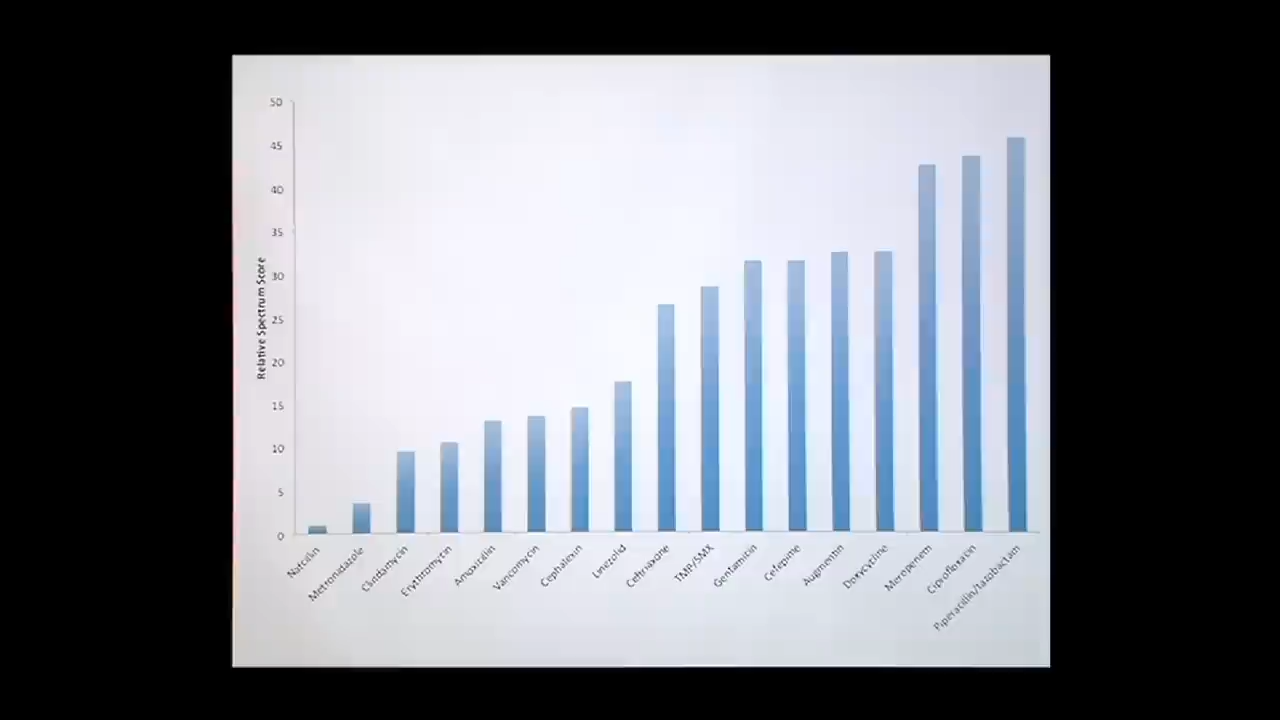 50
45
40
35
30
25
20
15
10
5
0
Relative Spectrum Score
Nafcillin
Metronidazole
Clindamycin
Erythromycin
Amoxicillin
Vancomycin
Cephalexin
Linezolid
Ceftriaxone
TMP/SMX
Gentamicin
Cefepime
Augmentin
Doxycycline
Meropenem
Ciprofloxacin
Piperacillin/tazobactam